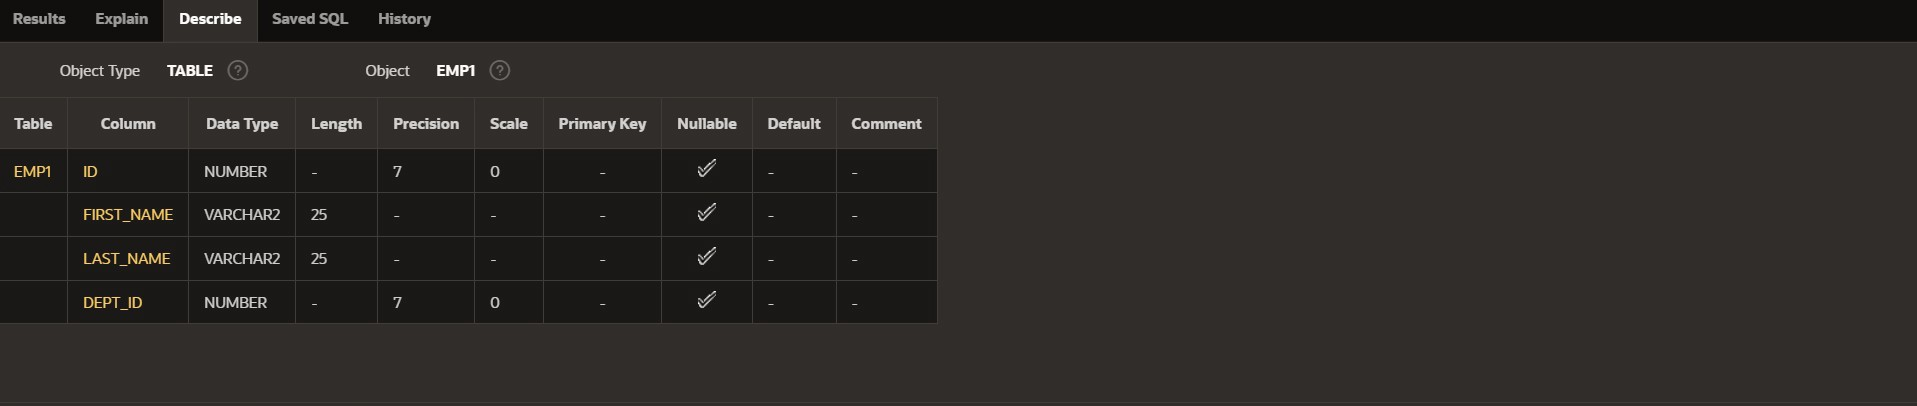 Results Explain Describe Saved SQL History
Object Type TABLE ? Object EMP1 ?
Table Column Data Type Length Precision Scale Primary Key Nullable Default Comment
EMP1 ID NUMBER - 7 0 - - -
FIRST_NAME VARCHAR2 25 - - - - -
LAST_NAME VARCHAR2 25 - - - - -
DEPT_ID NUMBER - 7 0 - - -